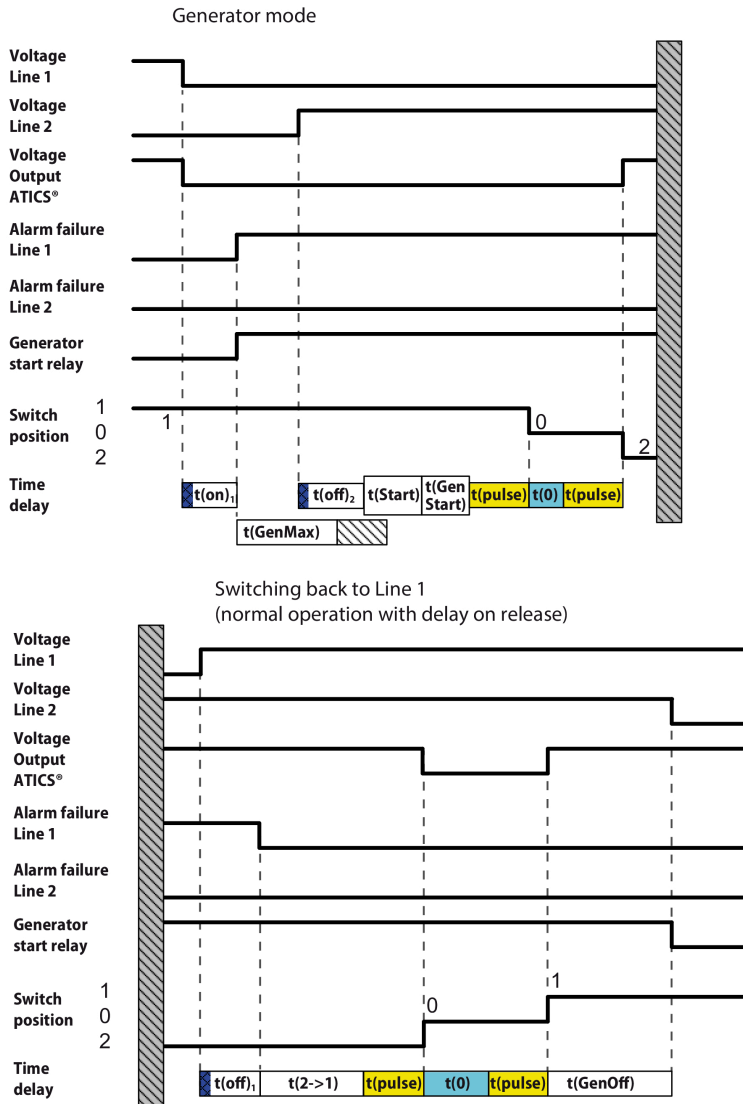 Generator mode
Voltage
Line 1
Voltage
Line 2
Voltage
Output
ATICS®
Alarm failure
Line 1
Alarm failure
Line 2
Generator
start relay
Switch
position
1
0
2
1
0
2
Time
delay
t(on)₁
t(off)₂
t(Start)
t(Gen
Start)
t(pulse)
t(0)
t(pulse)
t(GenMax)
Switching back to Line 1
(normal operation with delay on release)
Voltage
Line 1
Voltage
Line 2
Voltage
Output
ATICS®
Alarm failure
Line 1
Alarm failure
Line 2
Generator
start relay
Switch
position
1
0
2
0
1
Time
delay
t(off)₁
t(2->1)
t(pulse)
t(0)
t(pulse)
t(GenOff)